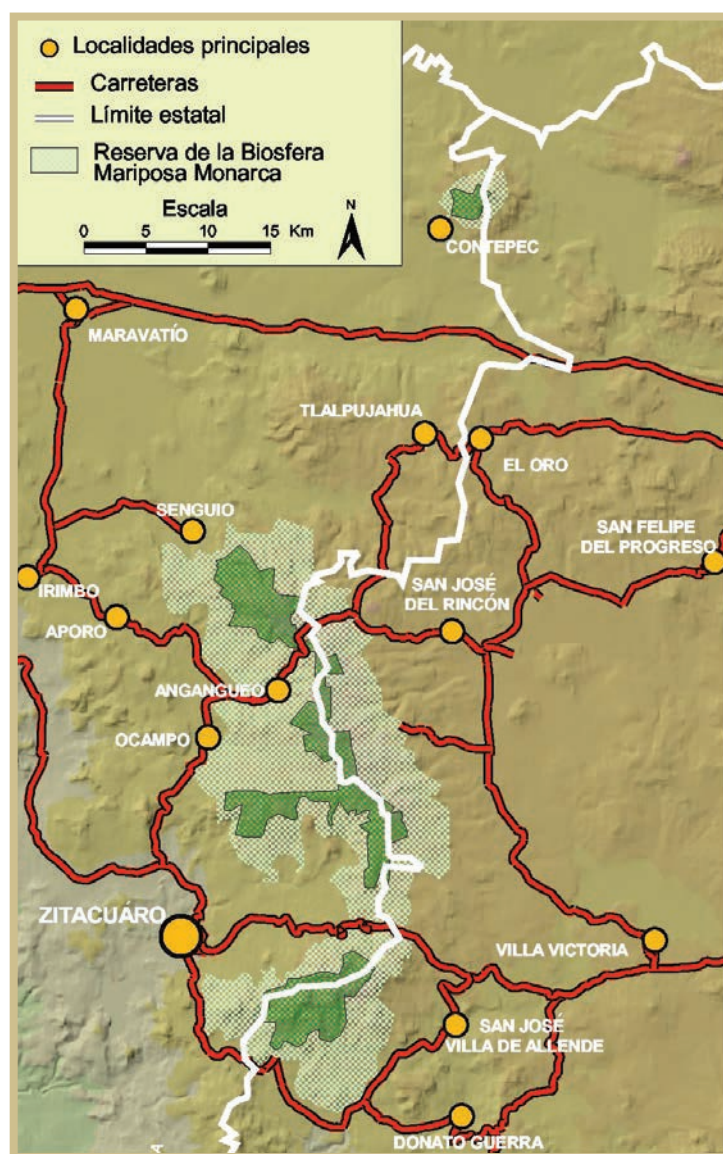 Localidades principales
Carreteras
Límite estatal
Reserva de la Biosfera
Mariposa Monarca
Escala
0 5 10 15 Km
N
CONTEPEC
MARAVATÍO
TLALPUJAHUA
EL ORO
SENGUIO
SAN FELIPE
DEL PROGRESO
IRIMBO
SAN JOSÉ
DEL RINCÓN
APORO
ANGANGUEO
OCAMPO
ZITACUÁRO
VILLA VICTORIA
SAN JOSÉ
VILLA DE ALLENDE
DONATO GUERRA
A